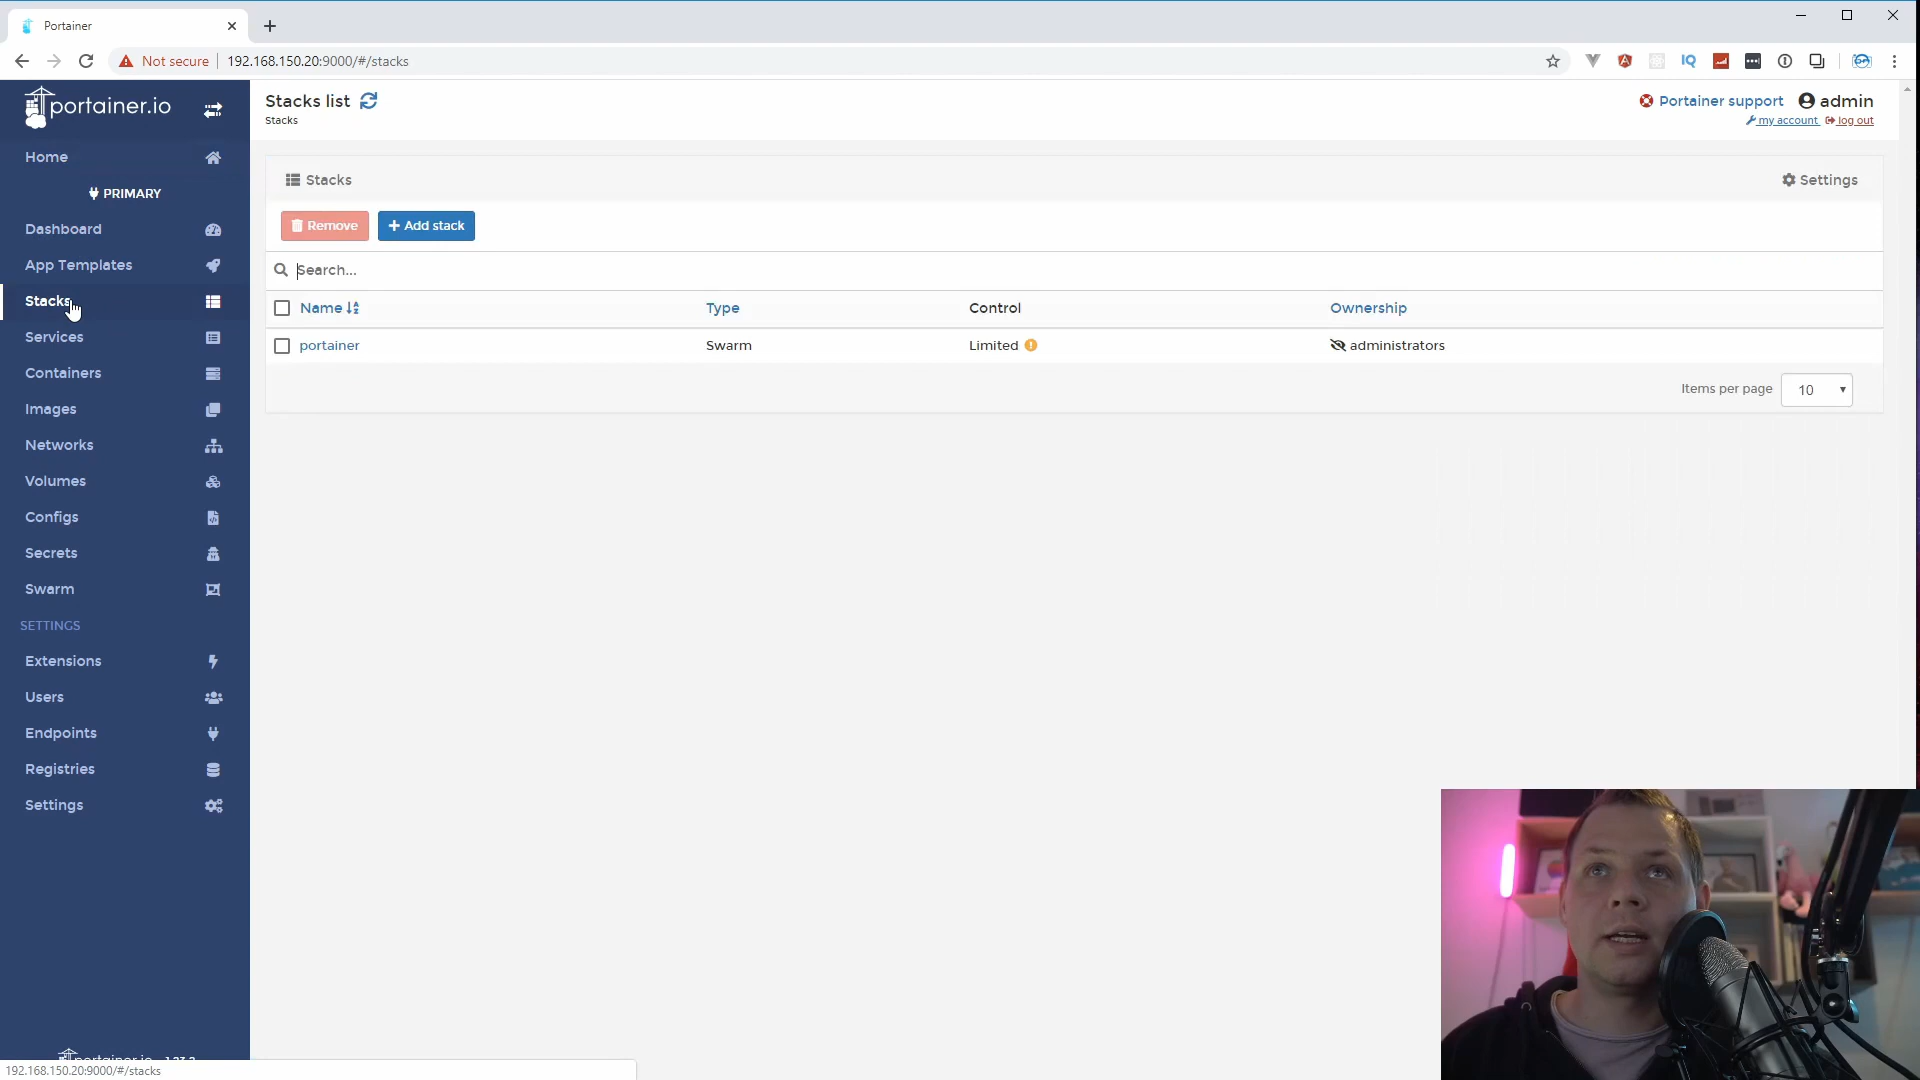 Portainer
Not secure
192.168.150.20:9000/#/stacks
IQ
portainer.io
Home
PRIMARY
Dashboard
App Templates
Stacks
Services
Containers
Images
Networks
Volumes
Configs
Secrets
Swarm
SETTINGS
Extensions
Users
Endpoints
Registries
Settings
Stacks list
Stacks
Portainer support
admin
my account
log out
Stacks
Settings
Remove
+ Add stack
Search...
Name
Type
Control
Ownership
portainer
Swarm
Limited
administrators
Items per page
10
192.168.150.20:9000/#/stacks